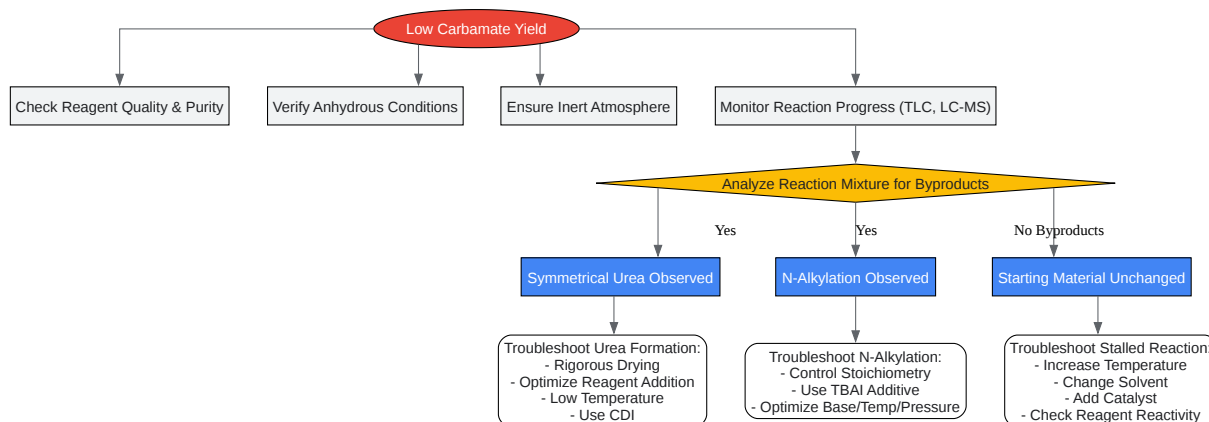 Low Carbamate Yield
Check Reagent Quality & Purity
Verify Anhydrous Conditions
Ensure Inert Atmosphere
Monitor Reaction Progress (TLC, LC-MS)
Analyze Reaction Mixture for Byproducts
Yes
Yes
No Byproducts
Symmetrical Urea Observed
N-Alkylation Observed
Starting Material Unchanged
Troubleshoot Urea Formation:
- Rigorous Drying
- Optimize Reagent Addition
- Low Temperature
- Use CDI
Troubleshoot N-Alkylation:
- Control Stoichiometry
- Use TBAI Additive
- Optimize Base/Temp/Pressure
Troubleshoot Stalled Reaction:
- Increase Temperature
- Change Solvent
- Add Catalyst
- Check Reagent Reactivity